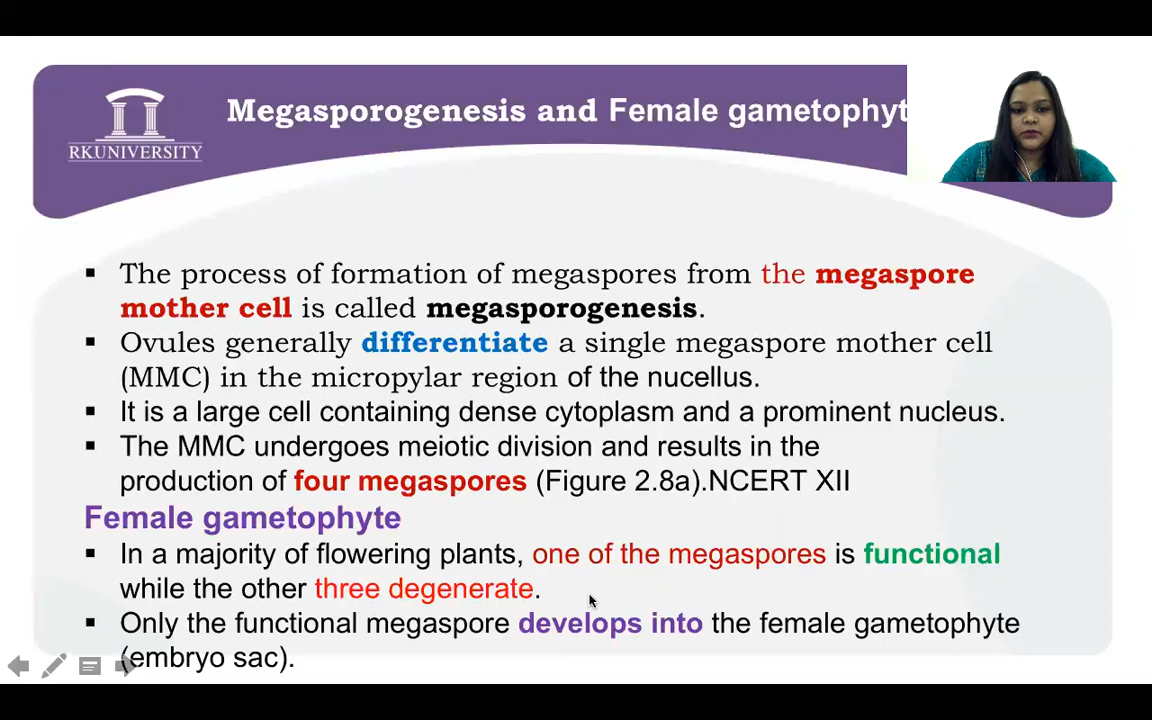 Megasporogenesis and Female gametophyt
RKUNIVERSITY
▪ The process of formation of megaspores from the megaspore
mother cell is called megasporogenesis.
▪ Ovules generally differentiate a single megaspore mother cell
(MMC) in the micropylar region of the nucellus.
▪ It is a large cell containing dense cytoplasm and a prominent nucleus.
▪ The MMC undergoes meiotic division and results in the
production of four megaspores (Figure 2.8a).NCERT XII
Female gametophyte
▪ In a majority of flowering plants, one of the megaspores is functional
while the other three degenerate.
▪ Only the functional megaspore develops into the female gametophyte
(embryo sac).